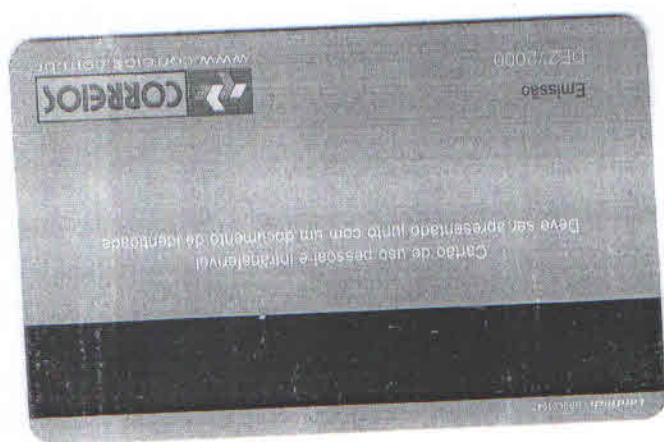 Cartão de uso pessoal e intransferível
Deve ser apresentado junto com um documento de identidade
Emissão
DEZ/2000
CORREIOS
www.correios.com.br